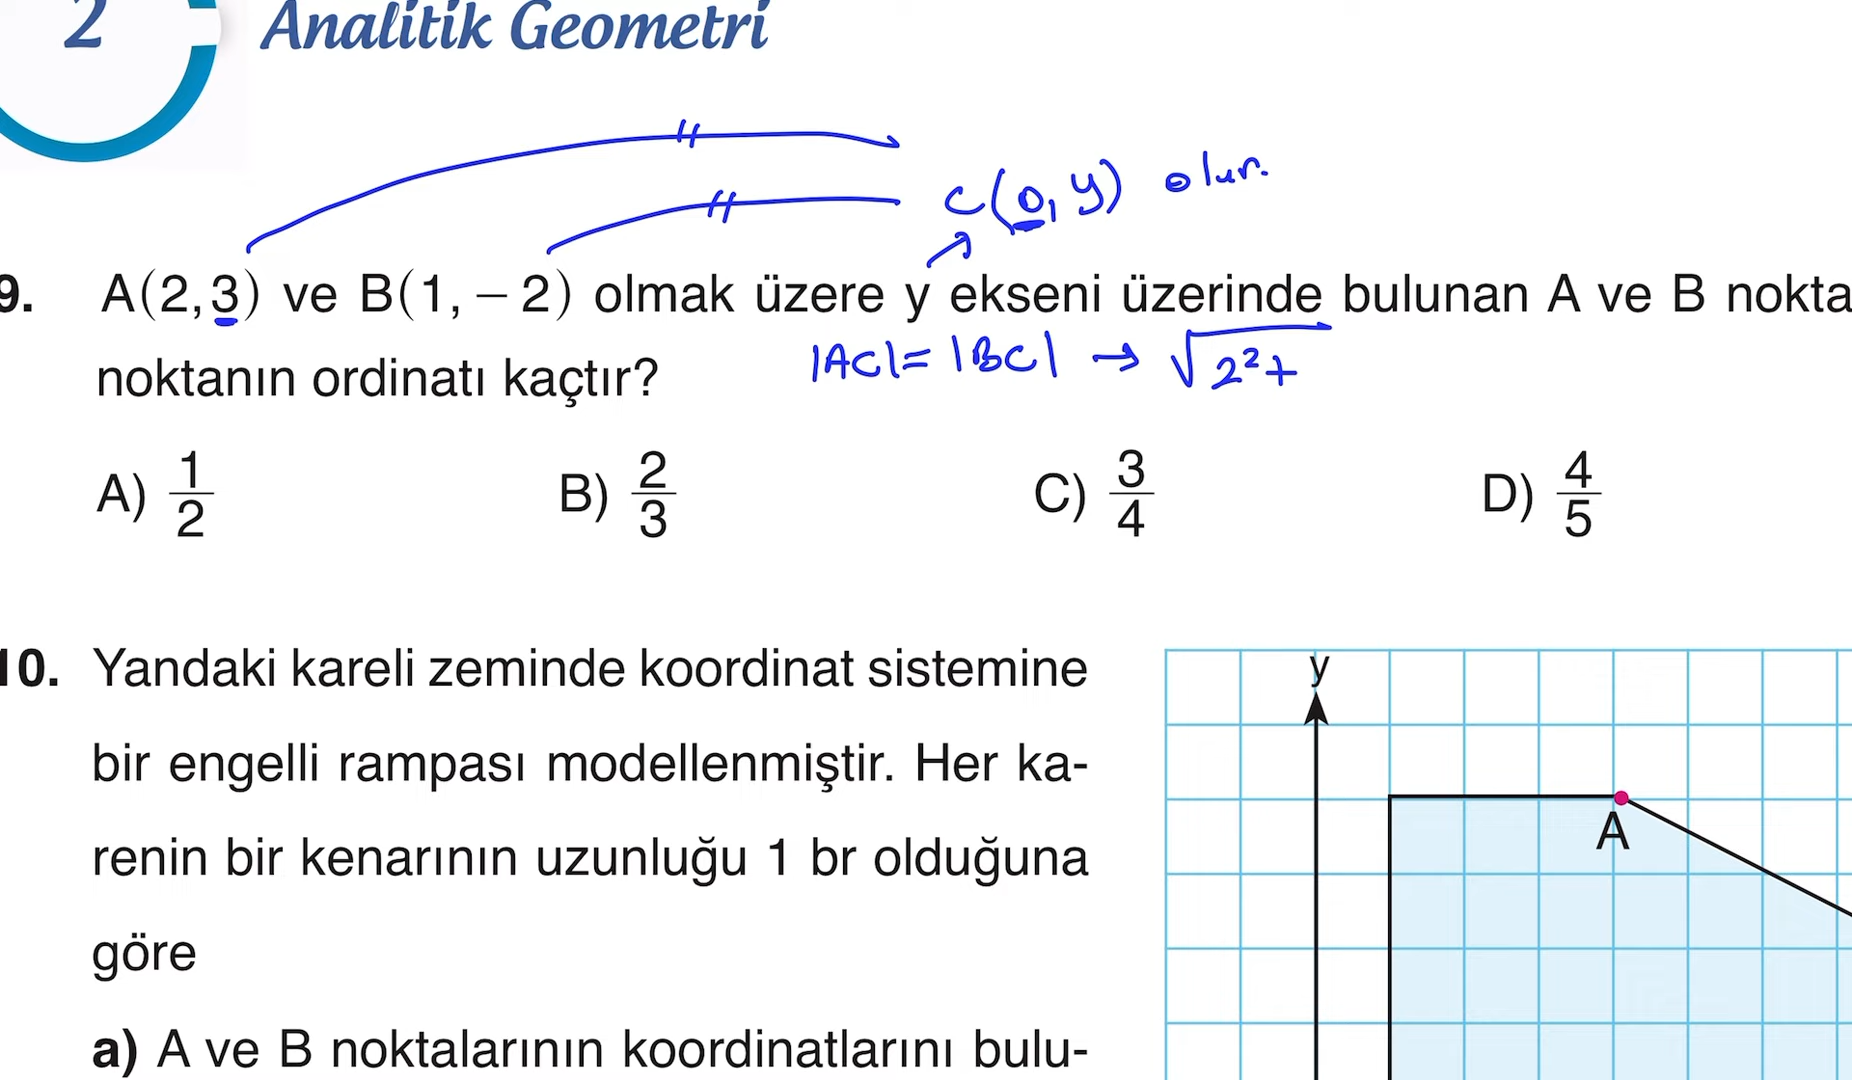 2
Analitik Geometri
C(0, y) olur.
9. A(2,3) ve B(1, – 2) olmak üzere y ekseni üzerinde bulunan A ve B nokta
|AC| = |BC| → √2²+
noktanın ordinatı kaçtır?
A) 1/2 B) 2/3 C) 3/4 D) 4/5
10. Yandaki kareli zeminde koordinat sistemine
bir engelli rampası modellenmiştir. Her ka-
renin bir kenarının uzunluğu 1 br olduğuna
göre
a) A ve B noktalarının koordinatlarını bulu-
y
A